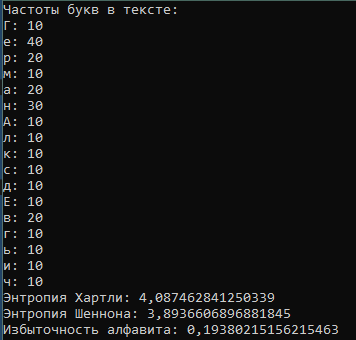 Частоты букв в тексте:
Г: 10
е: 40
р: 20
м: 10
а: 20
н: 30
А: 10
л: 10
к: 10
с: 10
д: 10
Е: 10
в: 20
г: 10
ь: 10
и: 10
ч: 10
Энтропия Хартли: 4,087462841250339
Энтропия Шеннона: 3,8936606896881845
Избыточность алфавита: 0,19380215156215463